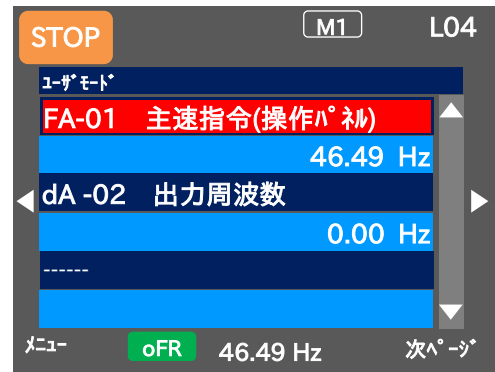 STOP M1 L04
ﾕｰｻﾞﾓｰﾄﾞ
FA-01 主速指令(操作ﾊﾟﾈﾙ)
46.49 Hz
dA -02 出力周波数
0.00 Hz
------
ﾒﾆｭｰ oFR 46.49 Hz 次ﾍﾟｰｼﾞ